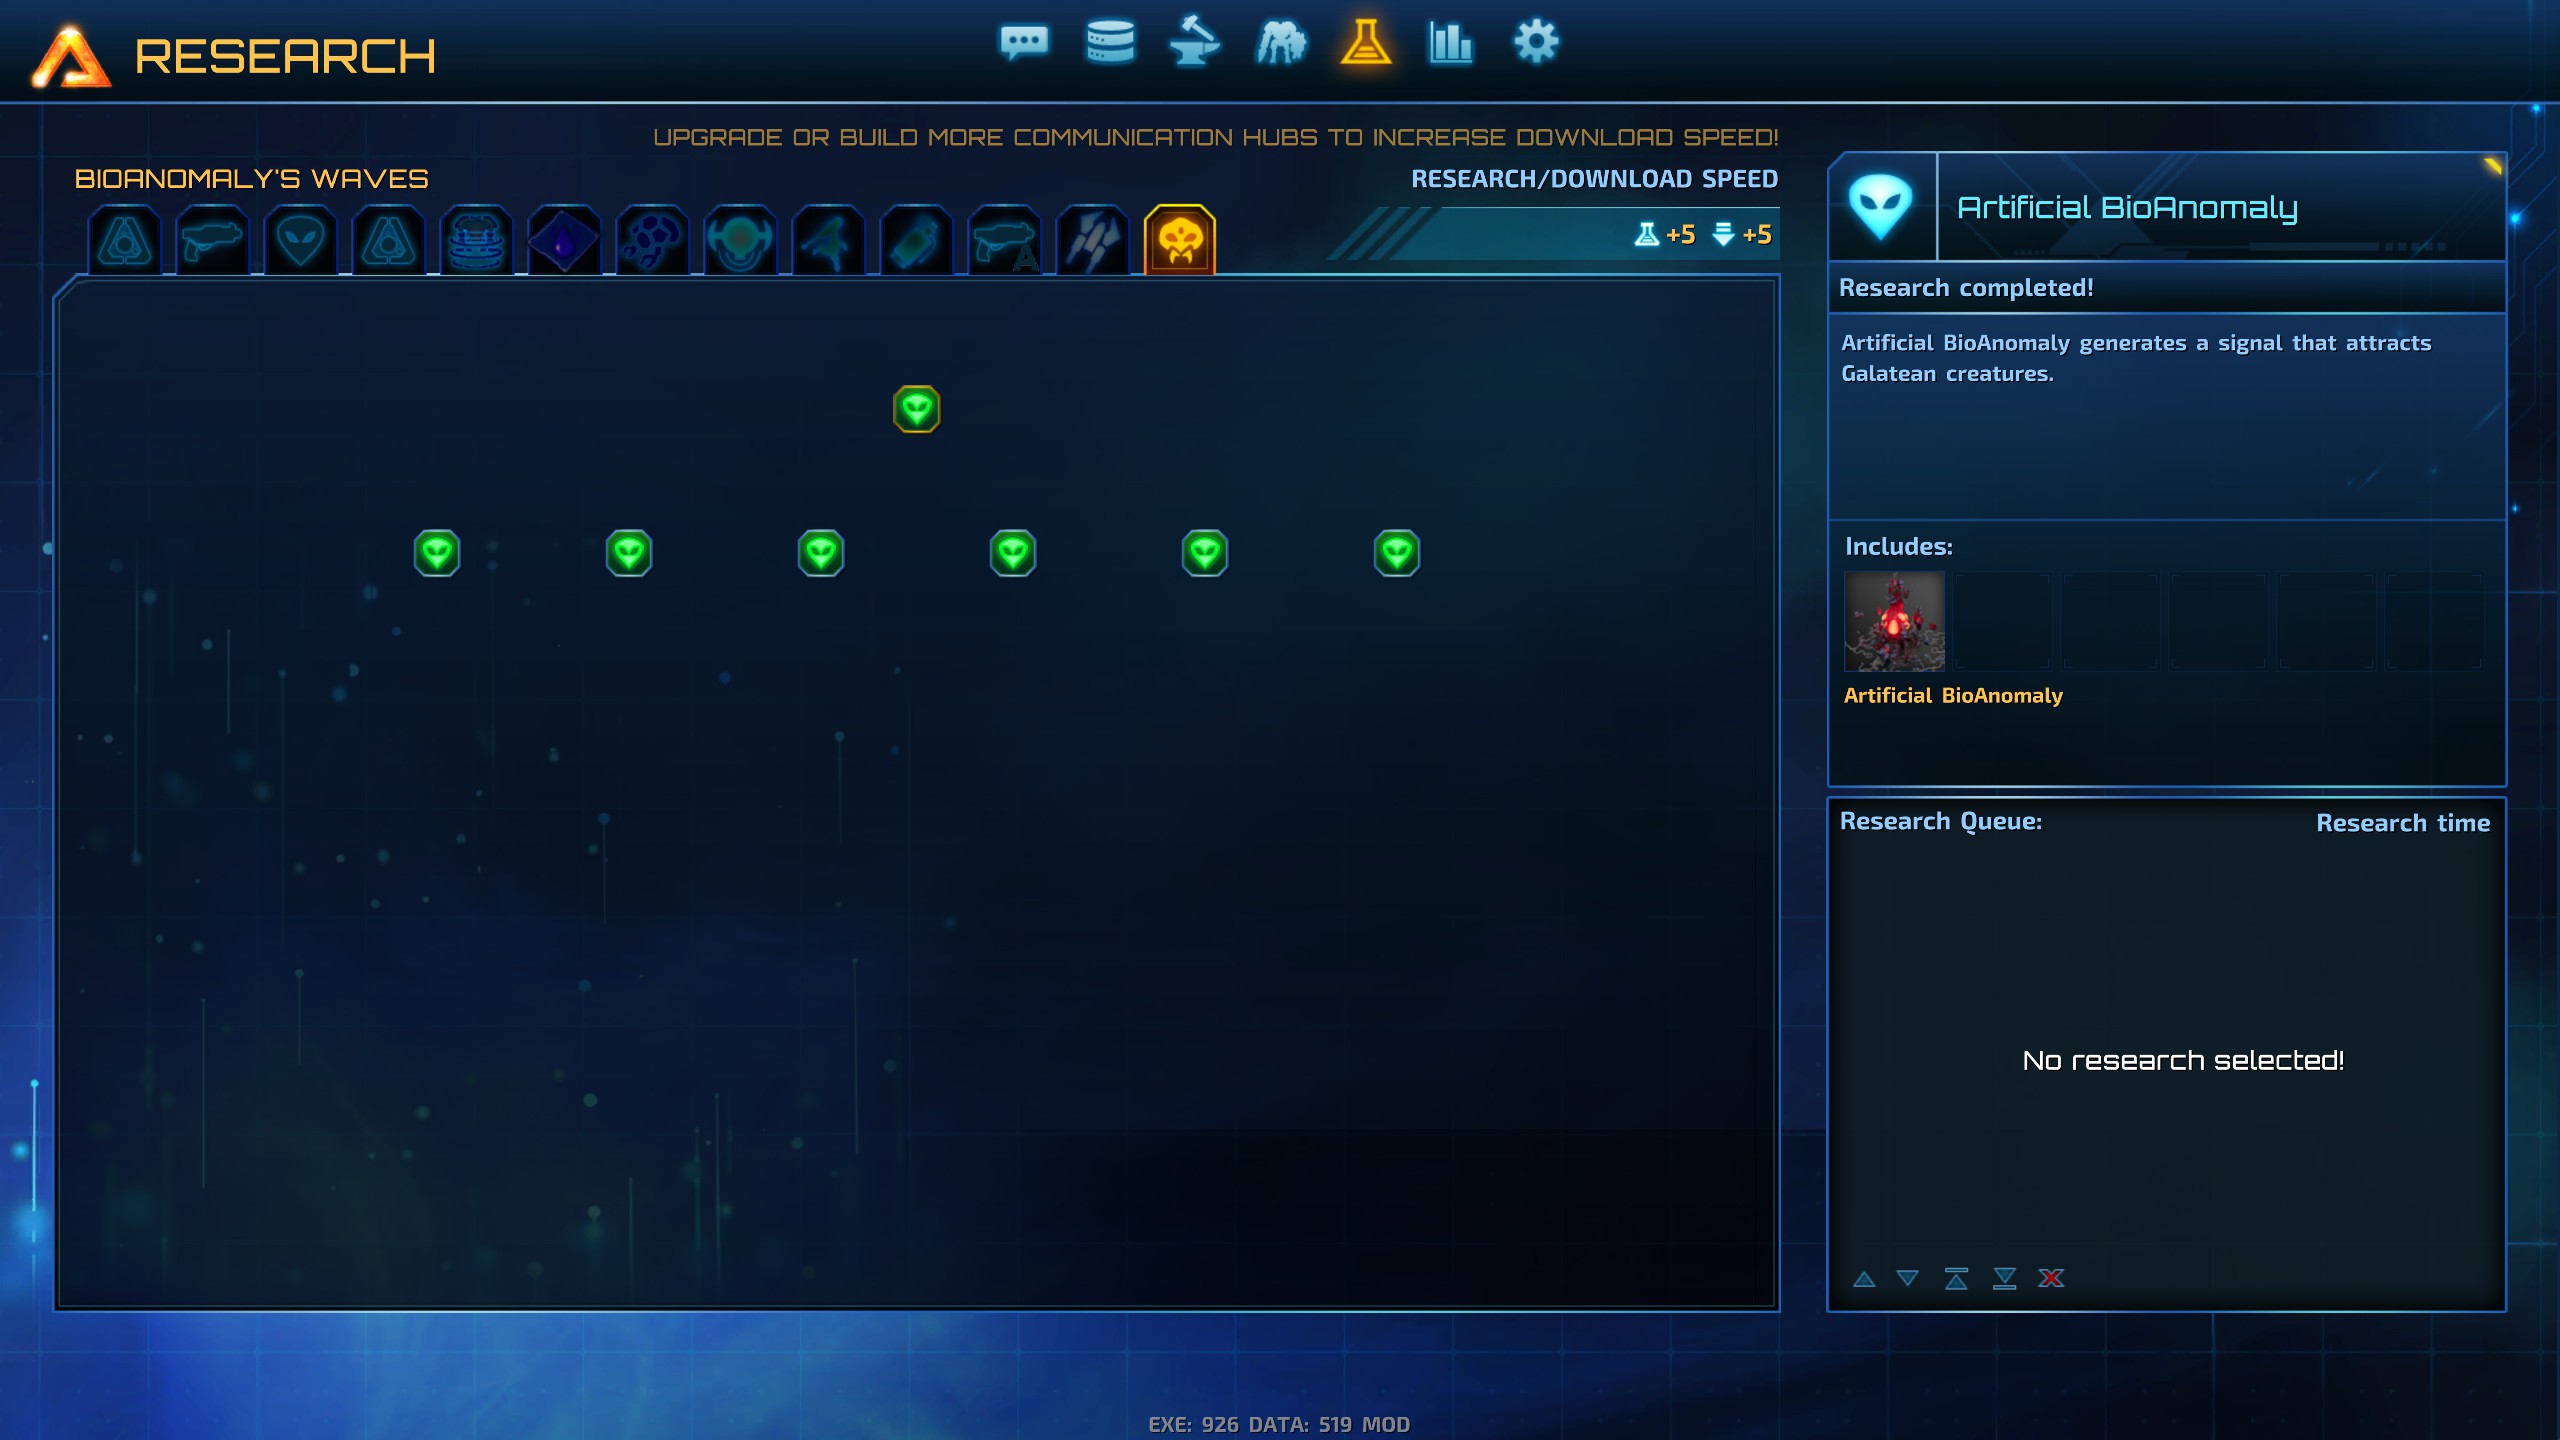 RESEARCH
UPGRADE OR BUILD MORE COMMUNICATION HUBS TO INCREASE DOWNLOAD SPEED!
BIOANOMALY'S WAVES
RESEARCH/DOWNLOAD SPEED
+5 +5
Artificial BioAnomaly
Research completed!
Artificial BioAnomaly generates a signal that attracts
Galatean creatures.
Includes:
Artificial BioAnomaly
Research Queue:
Research time
No research selected!
EXE: 926 DATA: 519 MOD